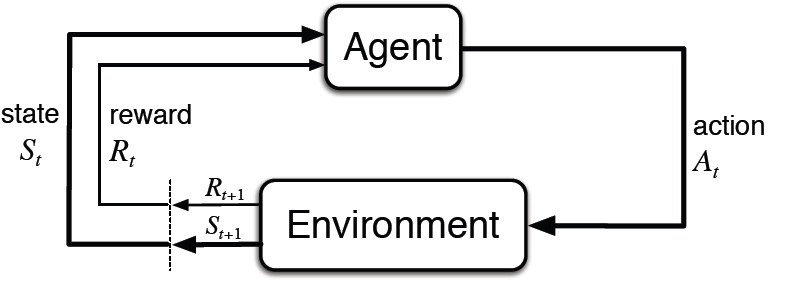 Agent
state
S_t
reward
R_t
action
A_t
R_{t+1}
S_{t+1}
Environment